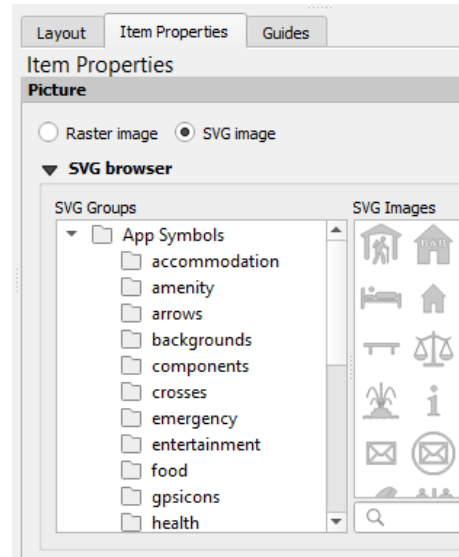 Layout Item Properties Guides
Item Properties
Picture
Raster image SVG image
SVG browser
SVG Groups SVG Images
App Symbols
accommodation
amenity
arrows
backgrounds
components
crosses
emergency
entertainment
food
gpsicons
health
B&B
i